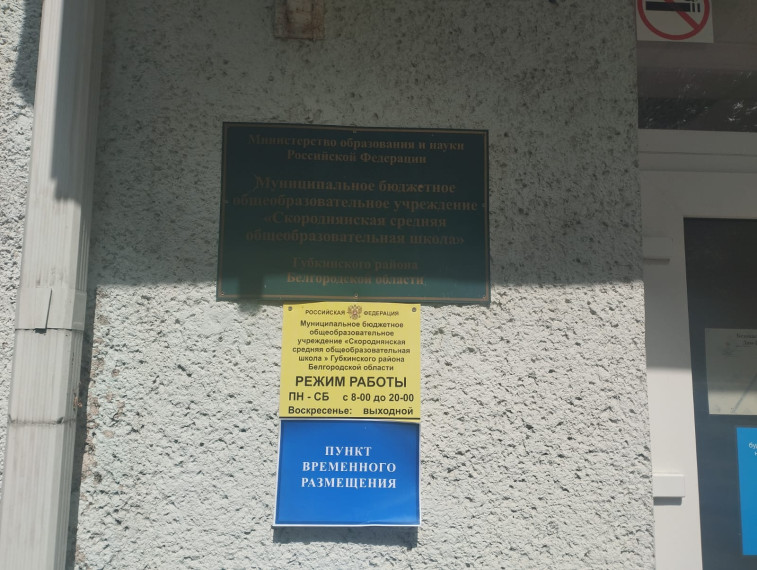 Министерство образования и науки
Российской Федерации
Муниципальное бюджетное
общеобразовательное учреждение
«Скороднянская средняя
общеобразовательная школа»
Губкинского района
Белгородской области
РОССИЙСКАЯ ФЕДЕРАЦИЯ
Муниципальное бюджетное
общеобразовательное
учреждение «Скороднянская
средняя общеобразовательная
школа » Губкинского района
Белгородской области
РЕЖИМ РАБОТЫ
ПН - СБ с 8-00 до 20-00
Воскресенье: выходной
ПУНКТ
ВРЕМЕННОГО
РАЗМЕЩЕНИЯ